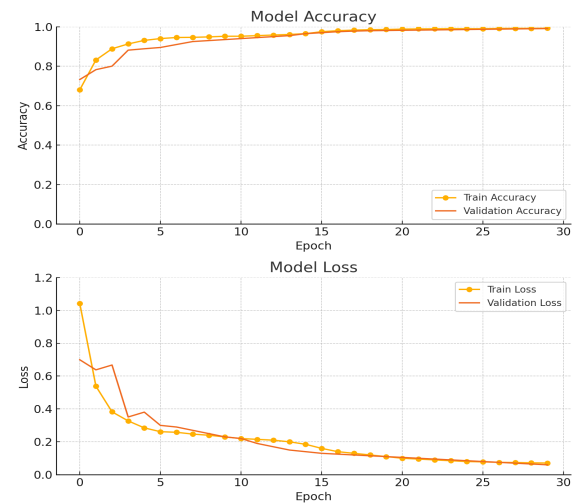 Model Accuracy
1.0
0.8
0.6
0.4
0.2
0.0
Accuracy
Train Accuracy
Validation Accuracy
0 5 10 15 20 25 30
Epoch
Model Loss
1.2
1.0
0.8
0.6
0.4
0.2
0.0
Loss
Train Loss
Validation Loss
0 5 10 15 20 25 30
Epoch